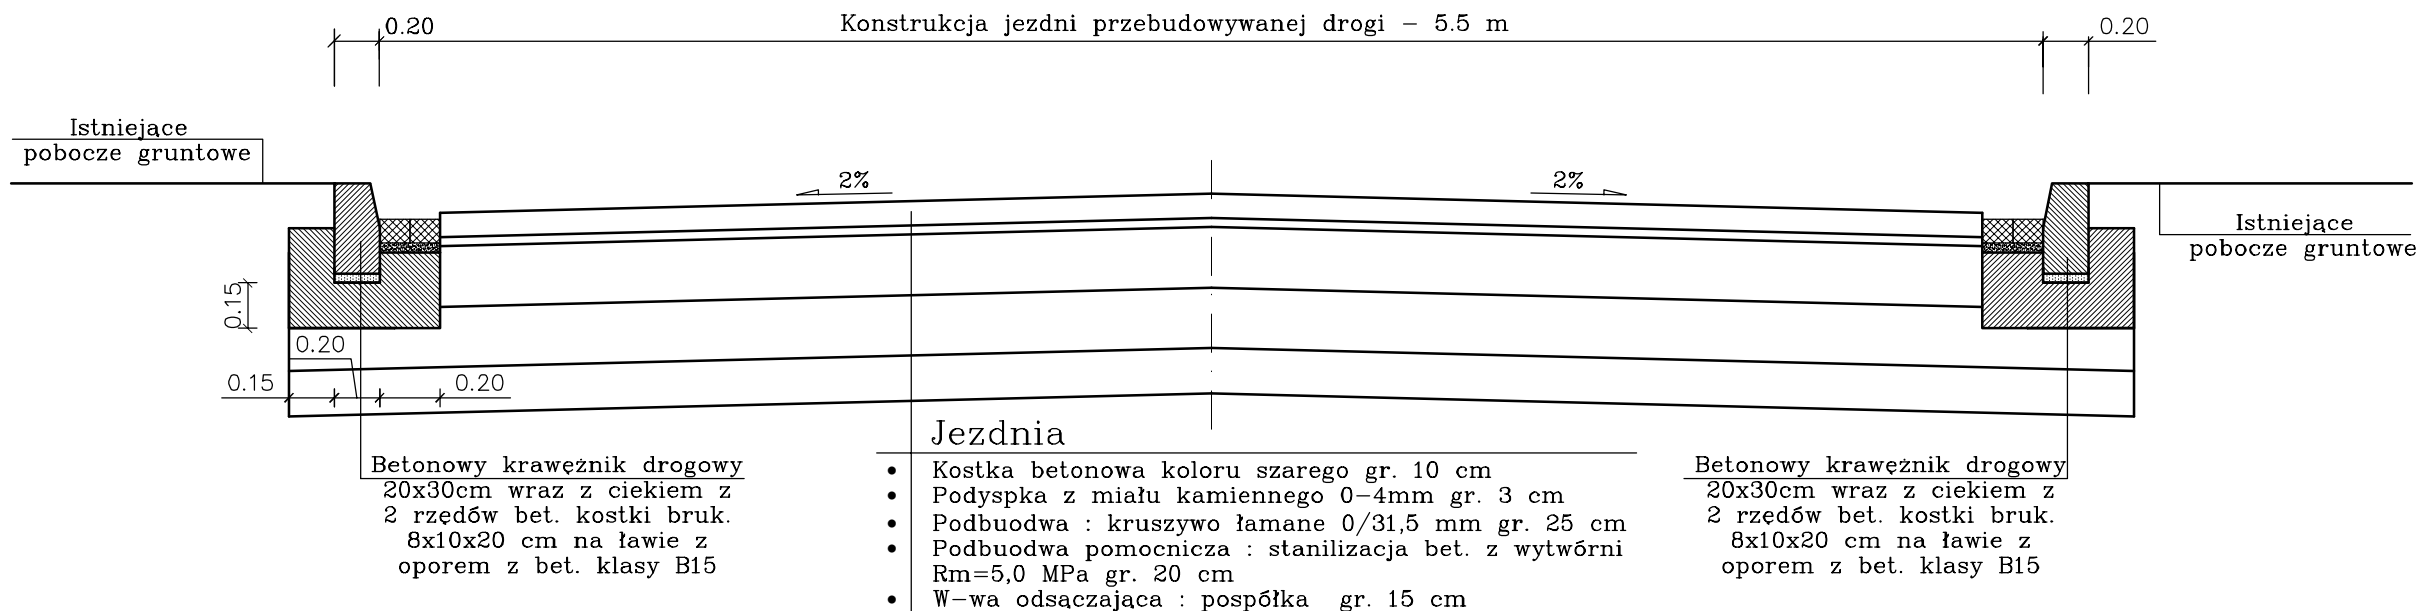 0.20
Konstrukcja jezdni przebudowywanej drogi - 5.5 m
0.20
Istniejące
pobocze gruntowe
2%
2%
Istniejące
pobocze gruntowe
0.15
0.20
0.15
0.20
Betonowy krawężnik drogowy
20x30cm wraz z ciekiem z
2 rzędów bet. kostki bruk.
8x10x20 cm na ławie z
oporem z bet. klasy B15
Jezdnia
• Kostka betonowa koloru szarego gr. 10 cm
• Podyspka z miału kamiennego 0-4mm gr. 3 cm
• Podbuodwa : kruszywo łamane 0/31,5 mm gr. 25 cm
• Podbuodwa pomocnicza : stanilizacja bet. z wytwórni
Rm=5,0 MPa gr. 20 cm
• W-wa odsączająca : pospółka gr. 15 cm
Betonowy krawężnik drogowy
20x30cm wraz z ciekiem z
2 rzędów bet. kostki bruk.
8x10x20 cm na ławie z
oporem z bet. klasy B15